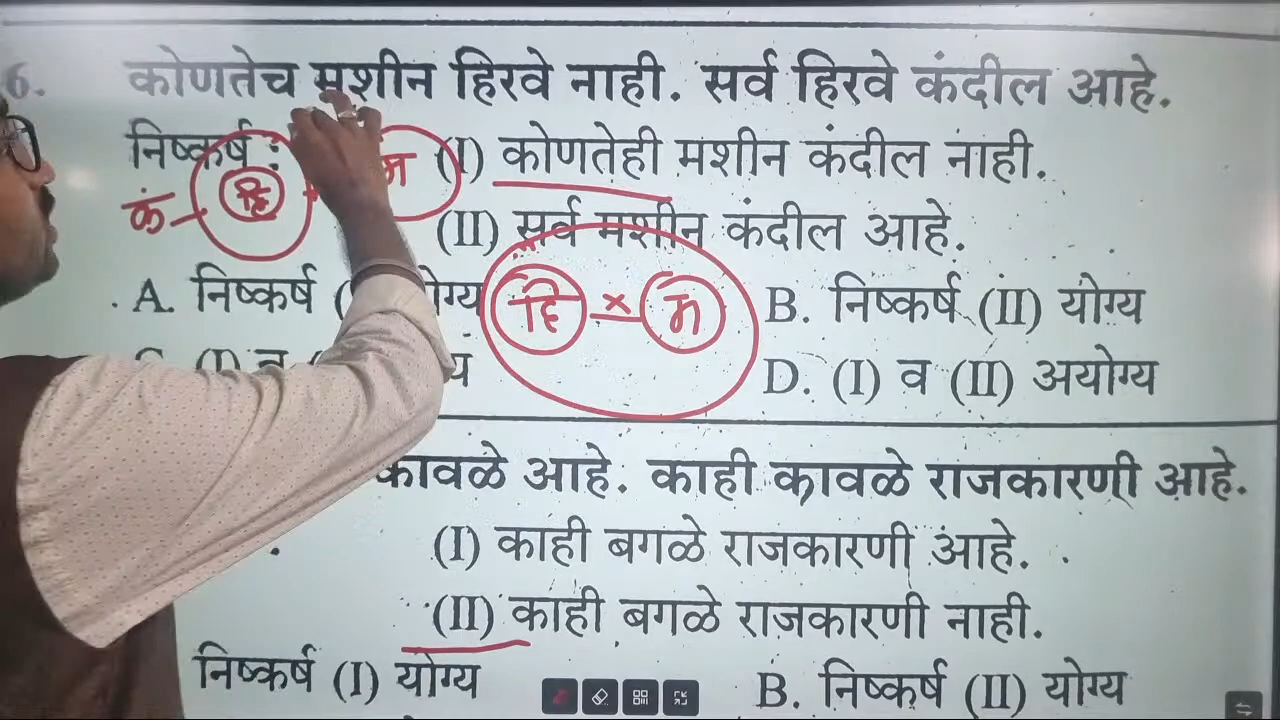 6. कोणतेच मशीन हिरवे नाही. सर्व हिरवे कंदील आहे.
निष्कर्ष : (I) कोणतेही मशीन कंदील नाही.
कं हि म
(II) सर्व मशीन कंदील आहे.
A. निष्कर्ष ( B. निष्कर्ष (II) योग्य
हि × म
D. (I) व (II) अयोग्य
कावळे आहे. काही कावळे राजकारणी आहे.
(I) काही बगळे राजकारणी आहे.
(II) काही बगळे राजकारणी नाही.
निष्कर्ष (I) योग्य B. निष्कर्ष (II) योग्य